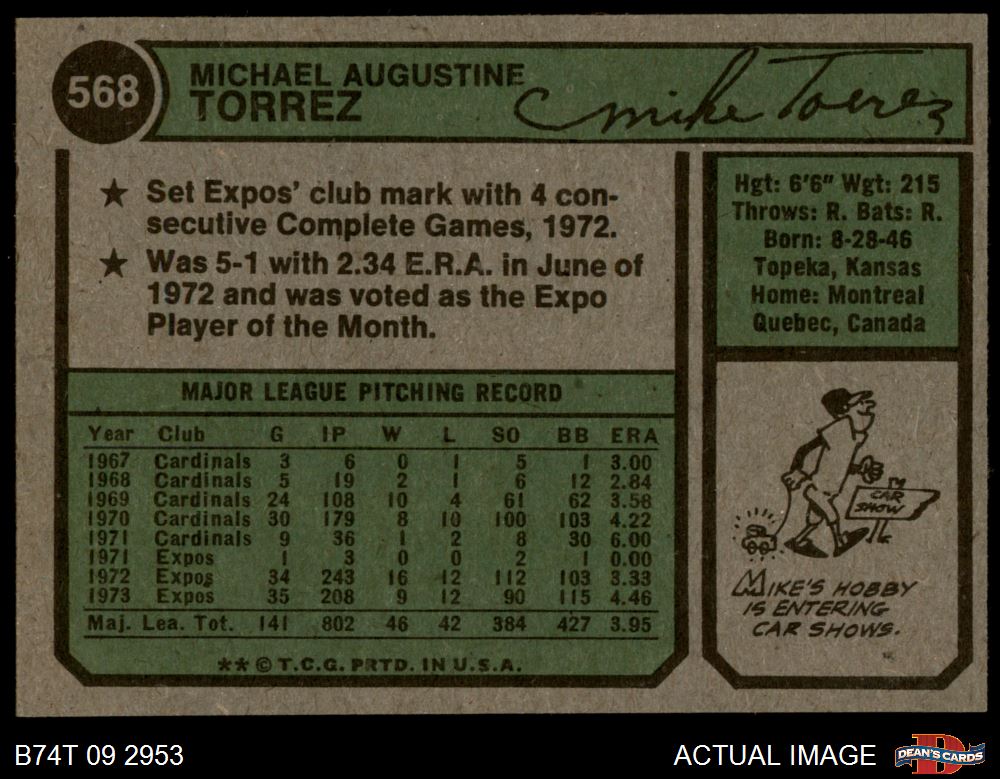 568
MICHAEL AUGUSTINE
TORREZ
Mike Torrez
★ Set Expos' club mark with 4 con-
secutive Complete Games, 1972.
★ Was 5-1 with 2.34 E.R.A. in June of
1972 and was voted as the Expo
Player of the Month.
Hgt: 6'6" Wgt: 215
Throws: R. Bats: R.
Born: 8-28-46
Topeka, Kansas
Home: Montreal
Quebec, Canada
MAJOR LEAGUE PITCHING RECORD
Year Club G IP W L SO BB ERA
1967 Cardinals 3 6 0 1 5 1 3.00
1968 Cardinals 5 19 2 1 6 12 2.84
1969 Cardinals 24 108 10 4 61 62 3.58
1970 Cardinals 30 179 8 10 100 103 4.22
1971 Cardinals 9 36 1 2 8 30 6.00
1971 Expos 1 3 0 0 2 1 0.00
1972 Expos 34 243 16 12 112 103 3.33
1973 Expos 35 208 9 12 90 115 4.46
Maj. Lea. Tot. 141 802 46 42 384 427 3.95
**©T.C.G. PRTD. IN U.S.A.
CAR
SHOW
MIKE'S HOBBY
IS ENTERING
CAR SHOWS.
B74T 09 2953
ACTUAL IMAGE
DEAN'S CARDS